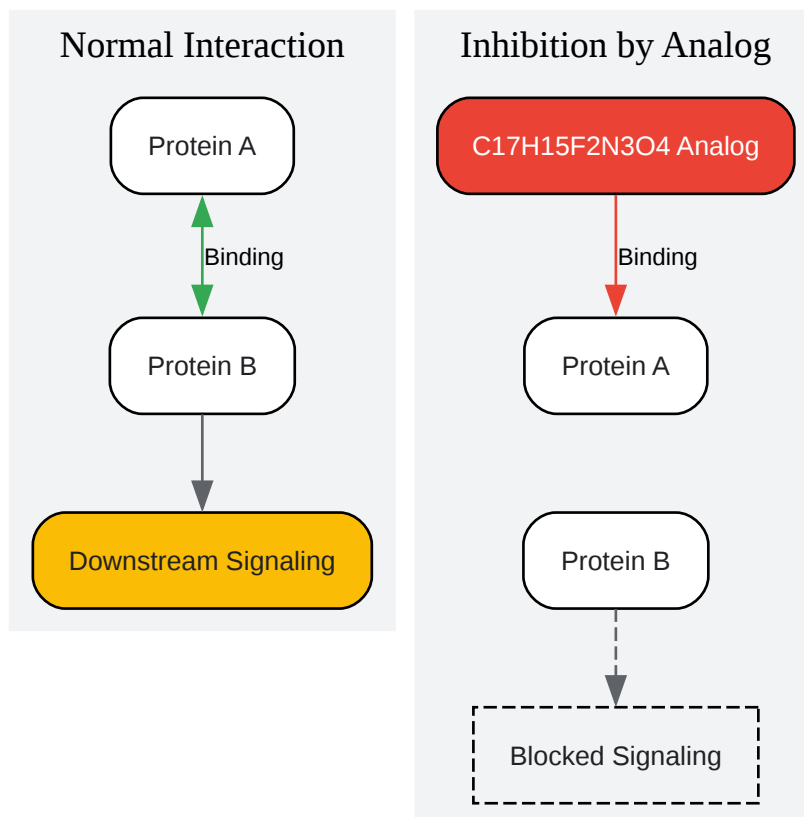 Normal Interaction
Protein A
Binding
Protein B
Downstream Signaling
Inhibition by Analog
C17H15F2N3O4 Analog
Binding
Protein A
Protein B
Blocked Signaling